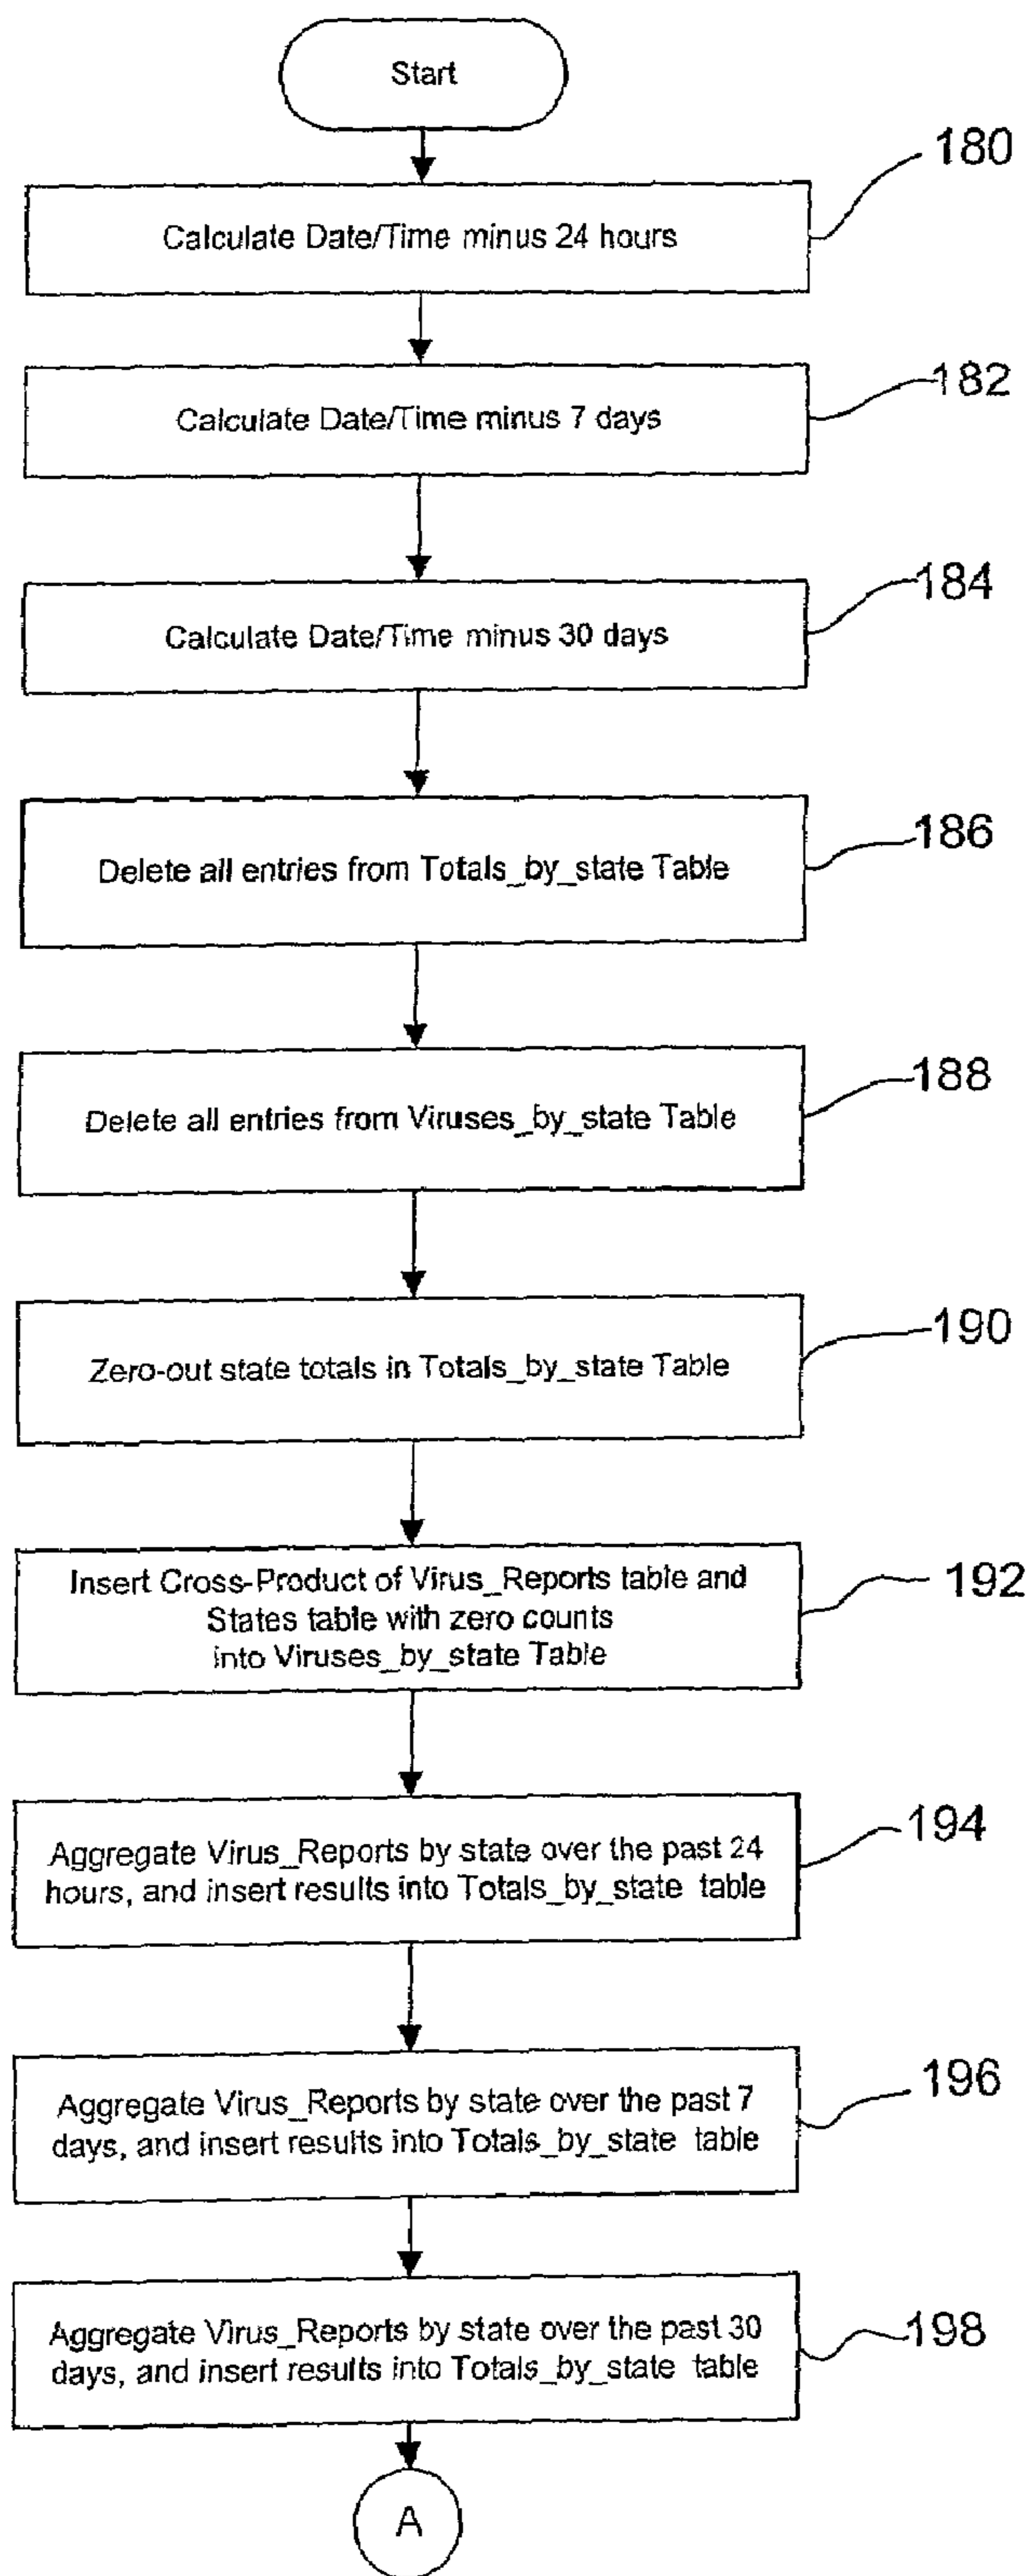 Start
180
Calculate Date/Time minus 24 hours
182
Calculate Date/Time minus 7 days
184
Calculate Date/Time minus 30 days
186
Delete all entries from Totals_by_state Table
188
Delete all entries from Viruses_by_state Table
190
Zero-out state totals in Totals_by_state Table
192
Insert Cross-Product of Virus_Reports table and
States table with zero counts
into Viruses_by_state Table
194
Aggregate Virus_Reports by state over the past 24
hours, and insert results into Totals_by_state table
196
Aggregate Virus_Reports by state over the past 7
days, and insert results into Totals_by_state table
198
Aggregate Virus_Reports by state over the past 30
days, and insert results into Totals_by_state table
A